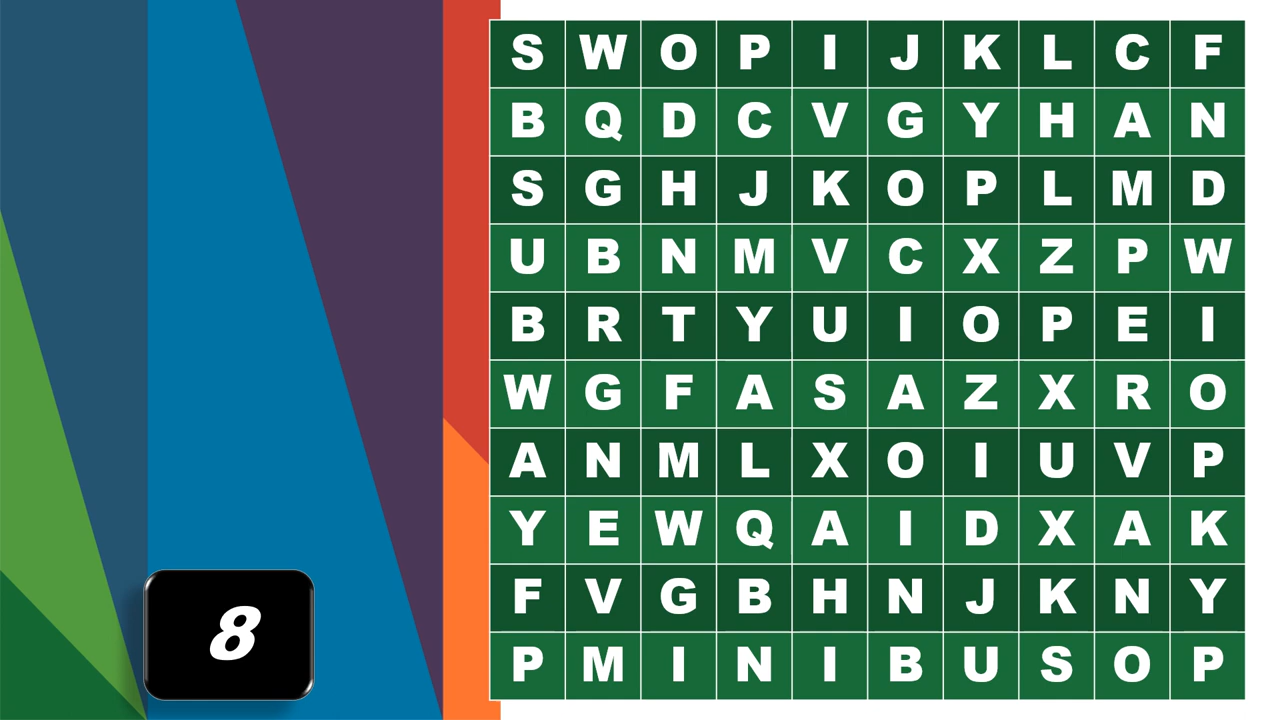 S W O P I J K L C F
B Q D C V G Y H A N
S G H J K O P L M D
U B N M V C X Z P W
B R T Y U I O P E I
W G F A S A Z X R O
A N M L X O I U V P
Y E W Q A I D X A K
F V G B H N J K N Y
P M I N I B U S O P
8